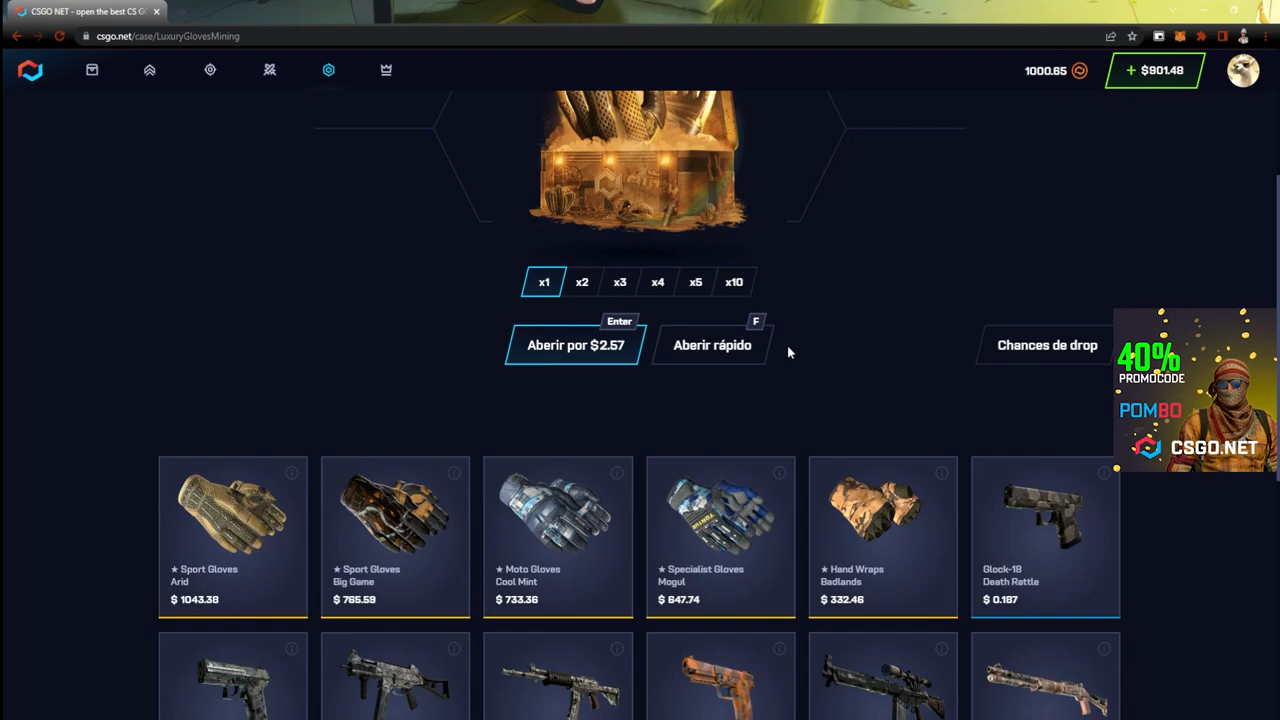 CSGO NET - open the best CS G
csgo.net/case/LuxuryGlovesMining
1000.65
+ $901.48
x1 x2 x3 x4 x5 x10
Enter
F
Aberir por $2.57
Aberir rápido
Chances de drop
40%
PROMOCODE
POMBO
CSGO.NET
★ Sport Gloves
Arid
$ 1043.38
★ Sport Gloves
Big Game
$ 765.59
★ Moto Gloves
Cool Mint
$ 733.36
★ Specialist Gloves
Mogul
$ 647.74
★ Hand Wraps
Badlands
$ 332.46
Glock-18
Death Rattle
$ 0.187